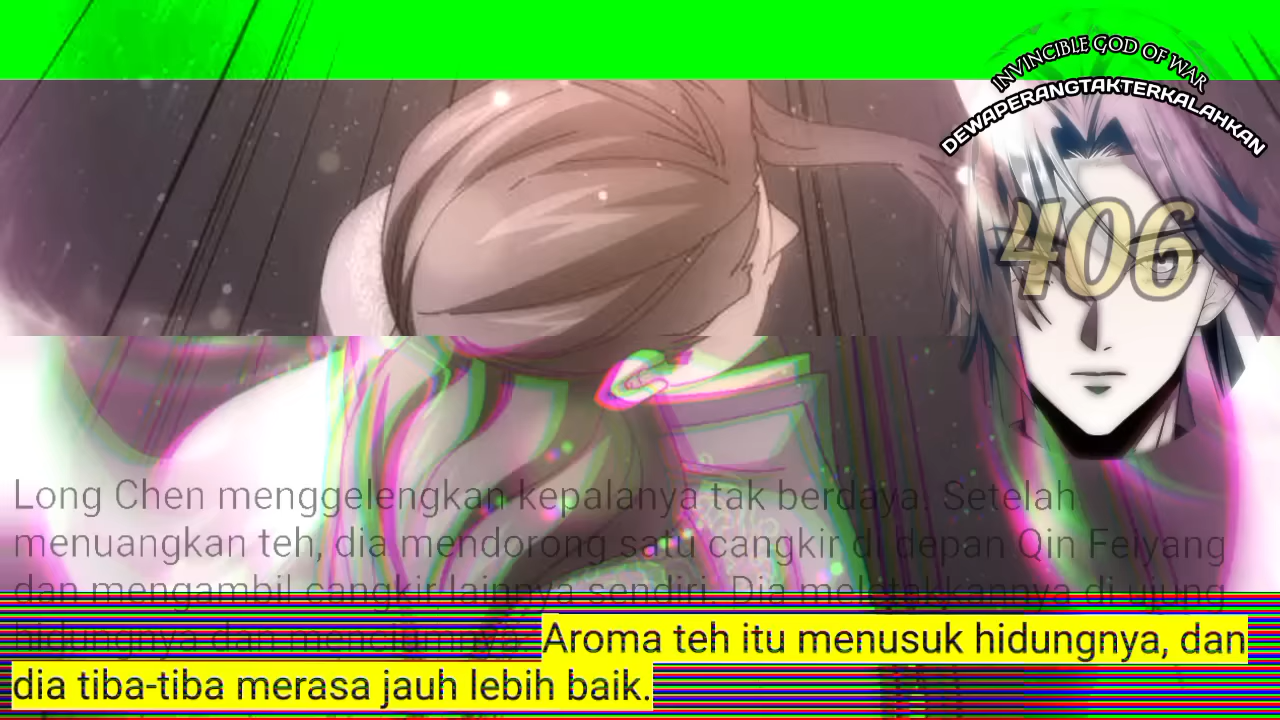 INVINCIBLE GOD OF WAR
DEWAPERANGTAKTERKALAHKAN
406
Long Chen menggelengkan kepalanya tak berdaya. Setelah
menuangkan teh, dia mendorong satu cangkir di depan Qin Feiyang
dan mengambil cangkir lainnya sendiri. Dia meletakkannya di ujung
hidungnya dan menciumnya. Aroma teh itu menusuk hidungnya, dan
dia tiba-tiba merasa jauh lebih baik.